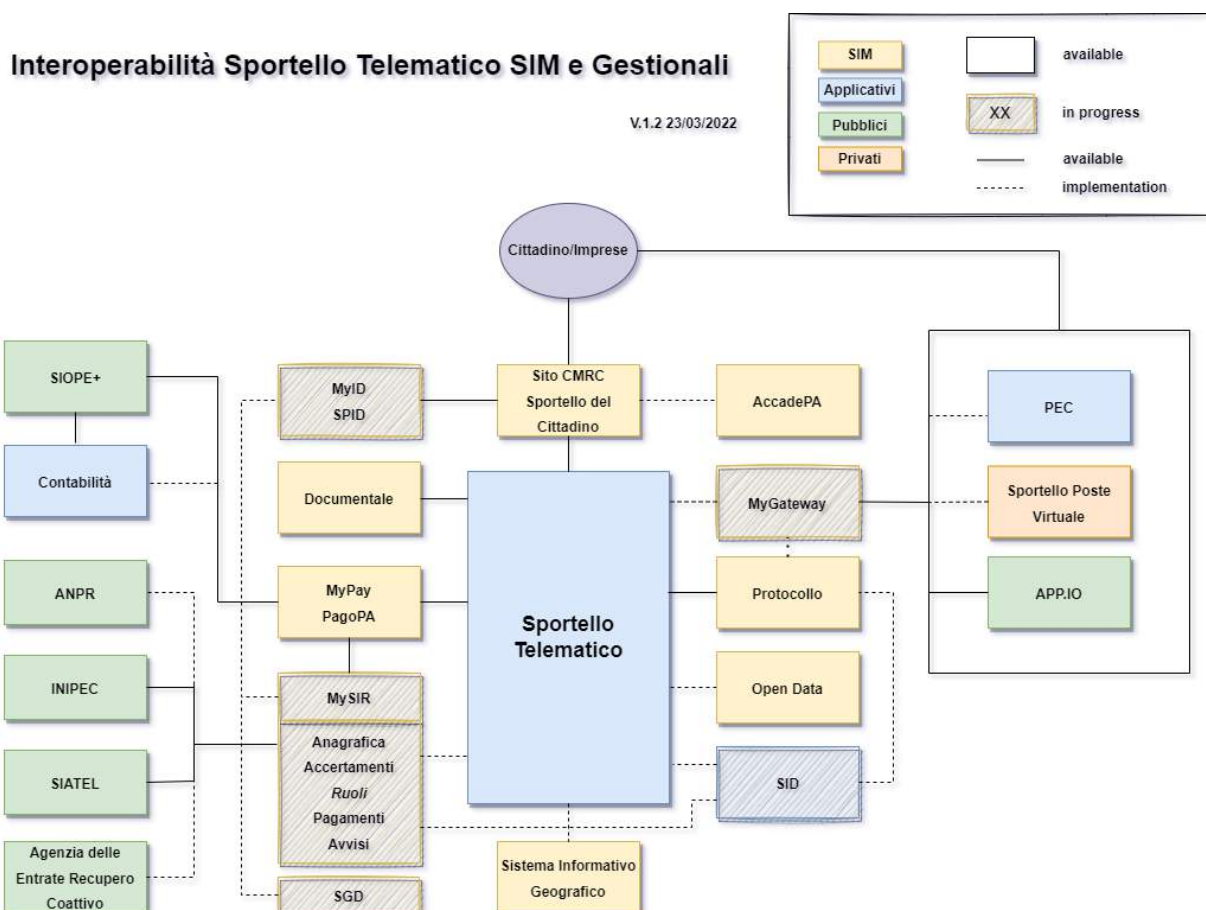 Interoperabilità Sportello Telematico SIM e Gestionali
V.1.2 23/03/2022
SIM
available
Applicativi
XX
in progress
Pubblici
Privati
available
implementation
Cittadino/Imprese
SIOPE+
MyID
SPID
Sito CMRC
Sportello del
Cittadino
AccadePA
PEC
Contabilità
Documentale
MyGateway
Sportello Poste
Virtuale
ANPR
MyPay
PagoPA
Sportello
Telematico
Protocollo
APP.IO
INIPEC
MySIR
Open Data
Anagrafica
Accertamenti
Ruoli
Pagamenti
Avvisi
SIATEL
SID
Agenzia delle
Entrate Recupero
Coattivo
SGD
Sistema Informativo
Geografico